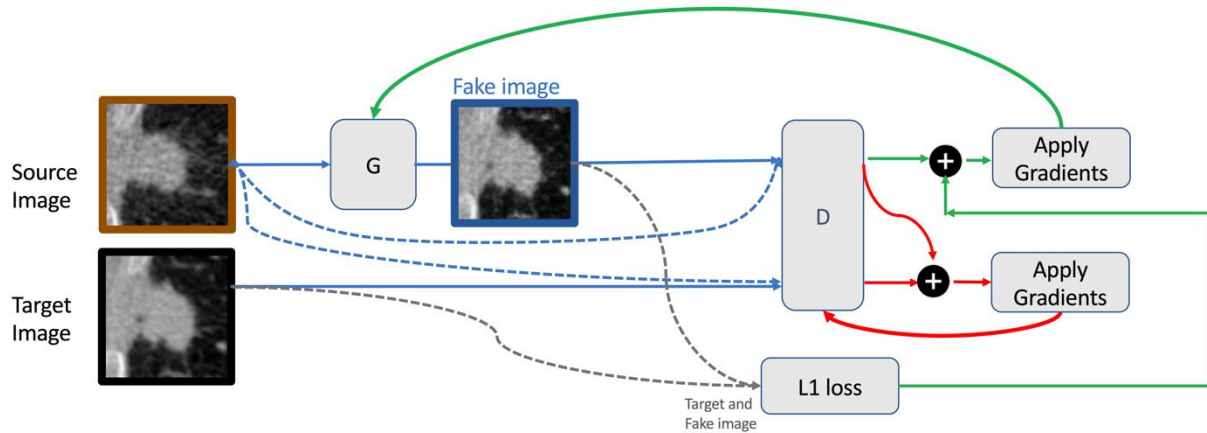 Fake image
Source
Image
G
D
+
Apply
Gradients
Target
Image
+
Apply
Gradients
Target and
Fake image
L1 loss